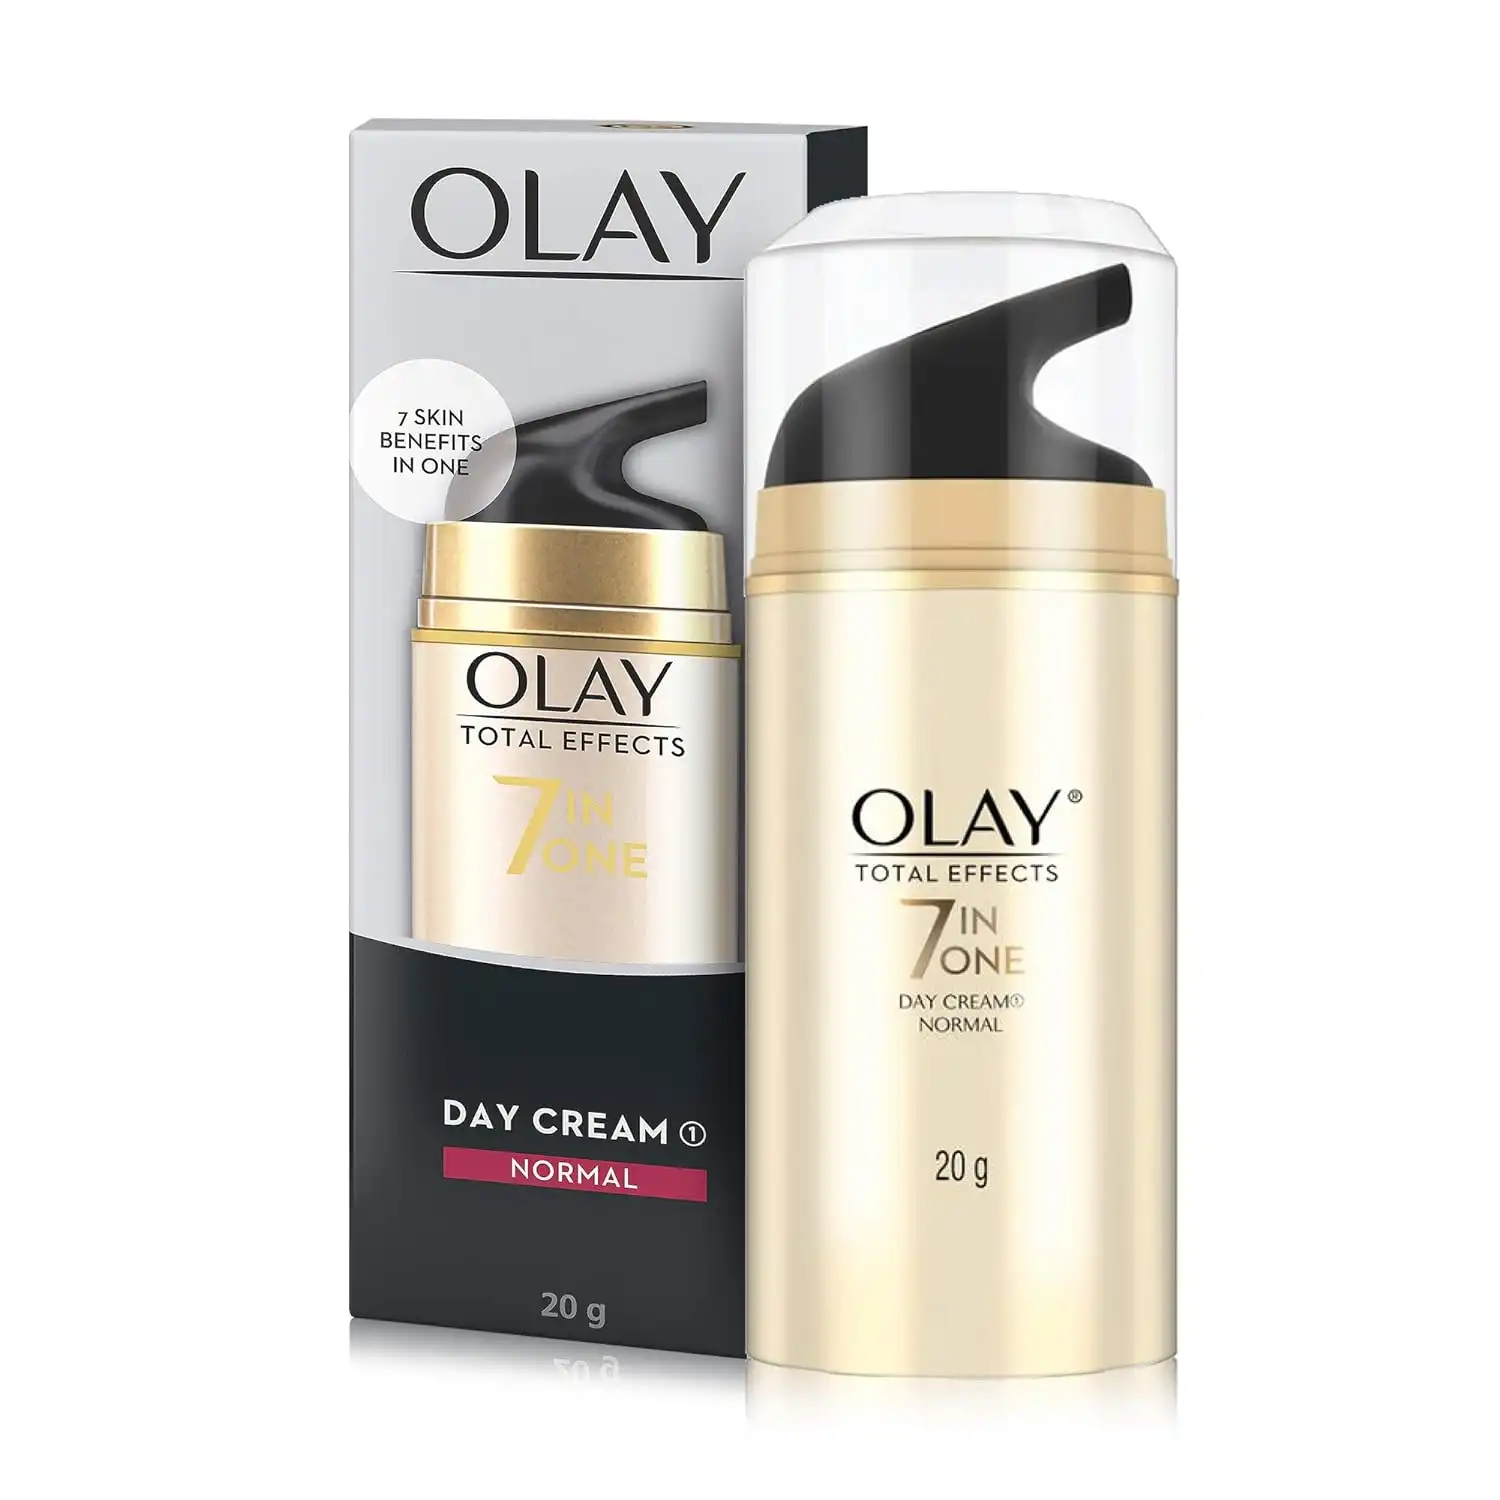 OLAY
7 SKIN
BENEFITS
IN ONE
OLAY
TOTAL EFFECTS
7 IN
ONE
DAY CREAM ①
NORMAL
20 g
OLAY®
TOTAL EFFECTS
7 IN
ONE
DAY CREAM①
NORMAL
20 g